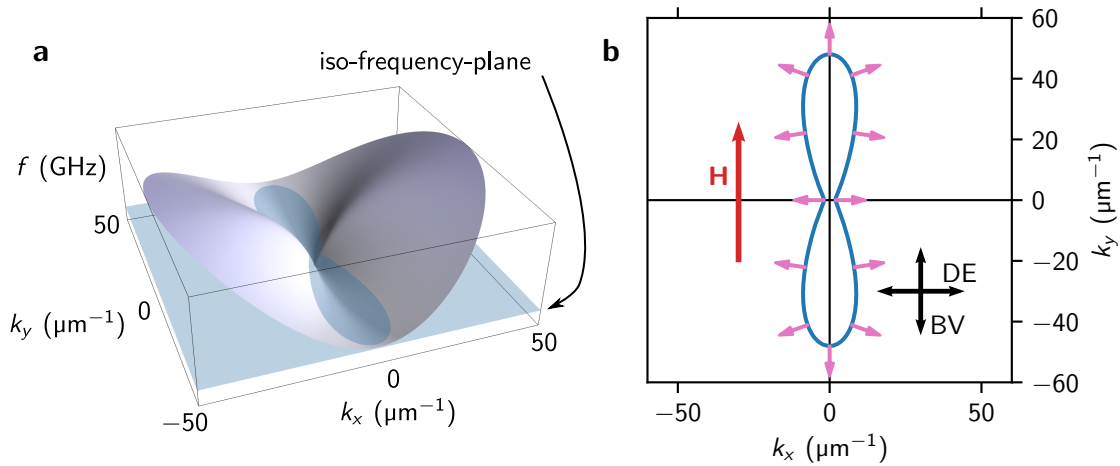 a
iso-frequency-plane
f (GHz)
50
0
k_y (µm⁻¹)
−50
0
50
k_x (µm⁻¹)
b
60
40
20
0
−20
−40
−60
k_y (µm⁻¹)
H
DE
BV
−50
0
50
k_x (µm⁻¹)